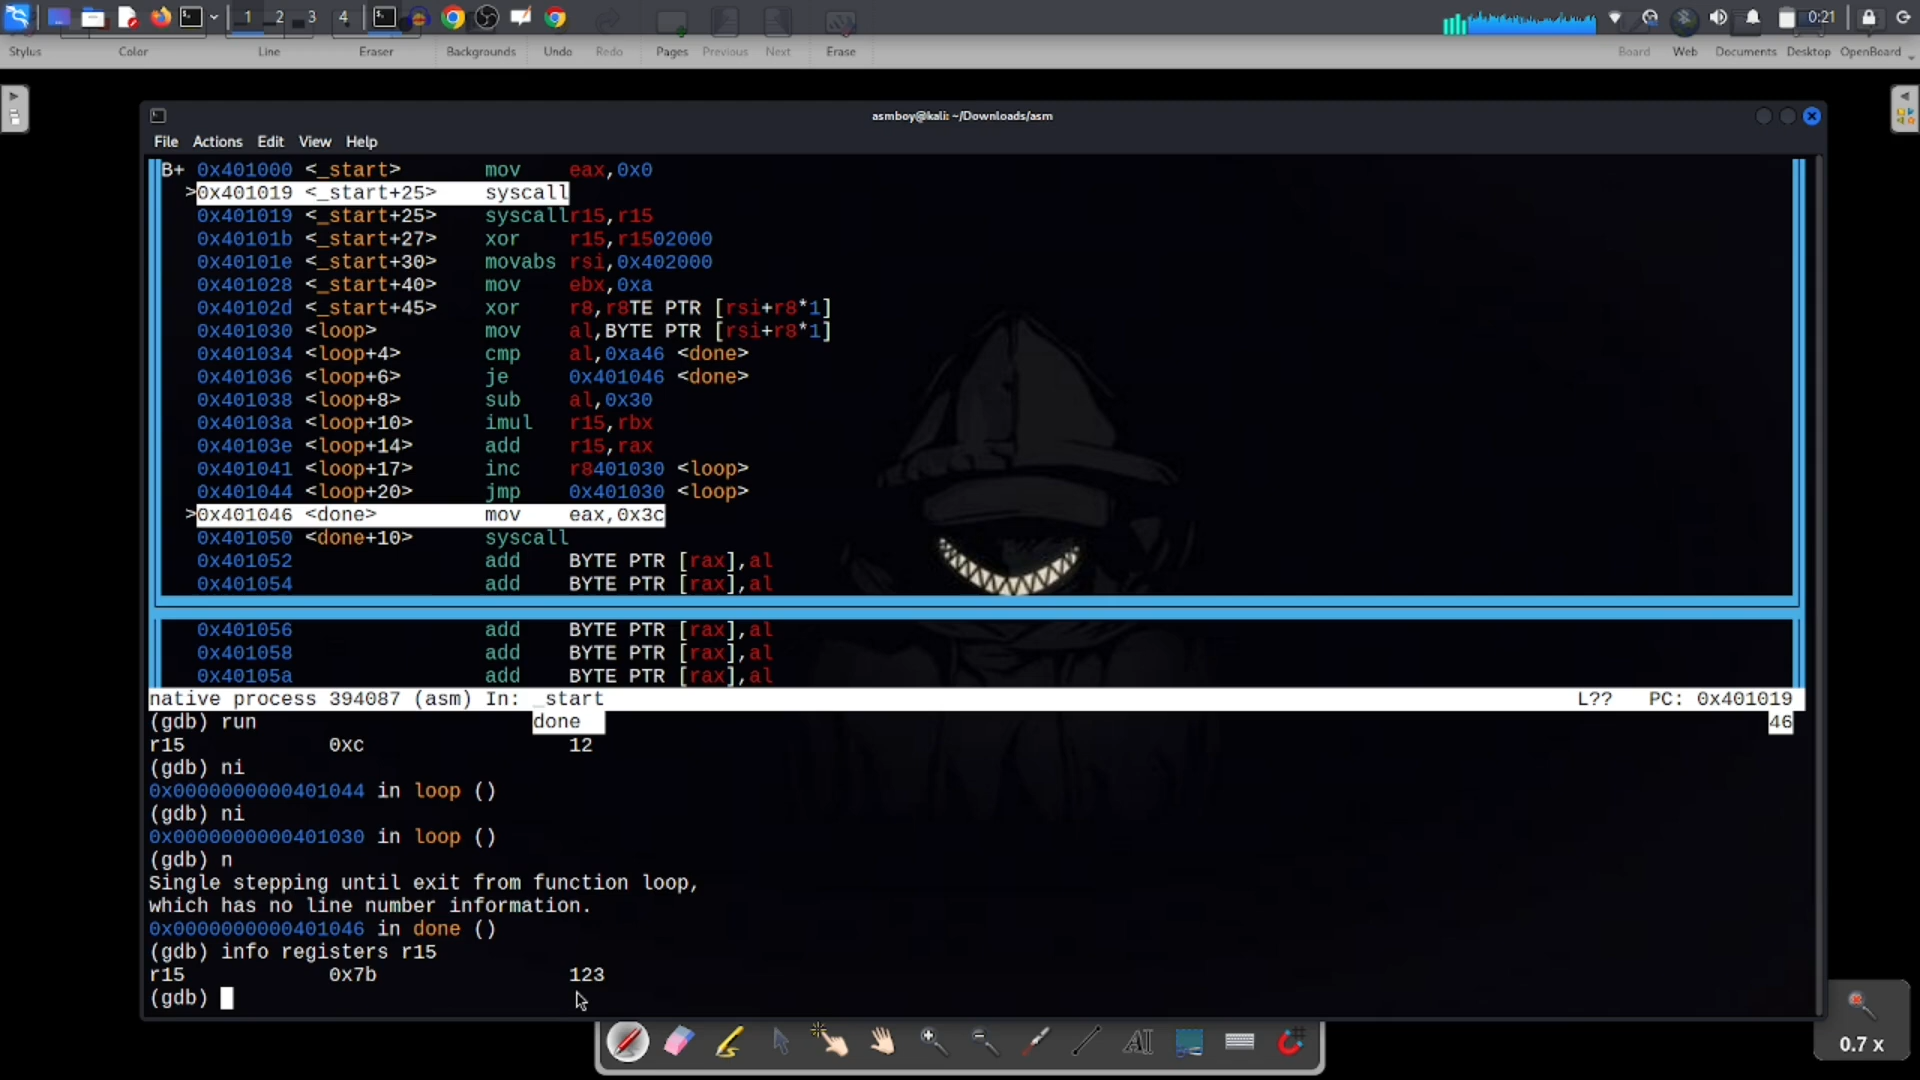 1 2 3 4 0:21
Stylus Color Line Eraser Backgrounds Undo Redo Pages Previous Next Erase Board Web Documents Desktop OpenBoard
asmboy@kali: ~/Downloads/asm
File Actions Edit View Help
B+ 0x401000 <_start> mov eax,0x0
>0x401019 <_start+25> syscall
0x401019 <_start+25> syscallr15,r15
0x40101b <_start+27> xor r15,r1502000
0x40101e <_start+30> movabs rsi,0x402000
0x401028 <_start+40> mov ebx,0xa
0x40102d <_start+45> xor r8,r8TE PTR [rsi+r8*1]
0x401030 <loop> mov al,BYTE PTR [rsi+r8*1]
0x401034 <loop+4> cmp al,0xa46 <done>
0x401036 <loop+6> je 0x401046 <done>
0x401038 <loop+8> sub al,0x30
0x40103a <loop+10> imul r15,rbx
0x40103e <loop+14> add r15,rax
0x401041 <loop+17> inc r8401030 <loop>
0x401044 <loop+20> jmp 0x401030 <loop>
>0x401046 <done> mov eax,0x3c
0x401050 <done+10> syscall
0x401052 add BYTE PTR [rax],al
0x401054 add BYTE PTR [rax],al
0x401056 add BYTE PTR [rax],al
0x401058 add BYTE PTR [rax],al
0x40105a add BYTE PTR [rax],al
native process 394087 (asm) In: _start L?? PC: 0x401019
(gdb) run done 46
r15 0xc 12
(gdb) ni
0x0000000000401044 in loop ()
(gdb) ni
0x0000000000401030 in loop ()
(gdb) n
Single stepping until exit from function loop,
which has no line number information.
0x0000000000401046 in done ()
(gdb) info registers r15
r15 0x7b 123
(gdb)
0.7 x